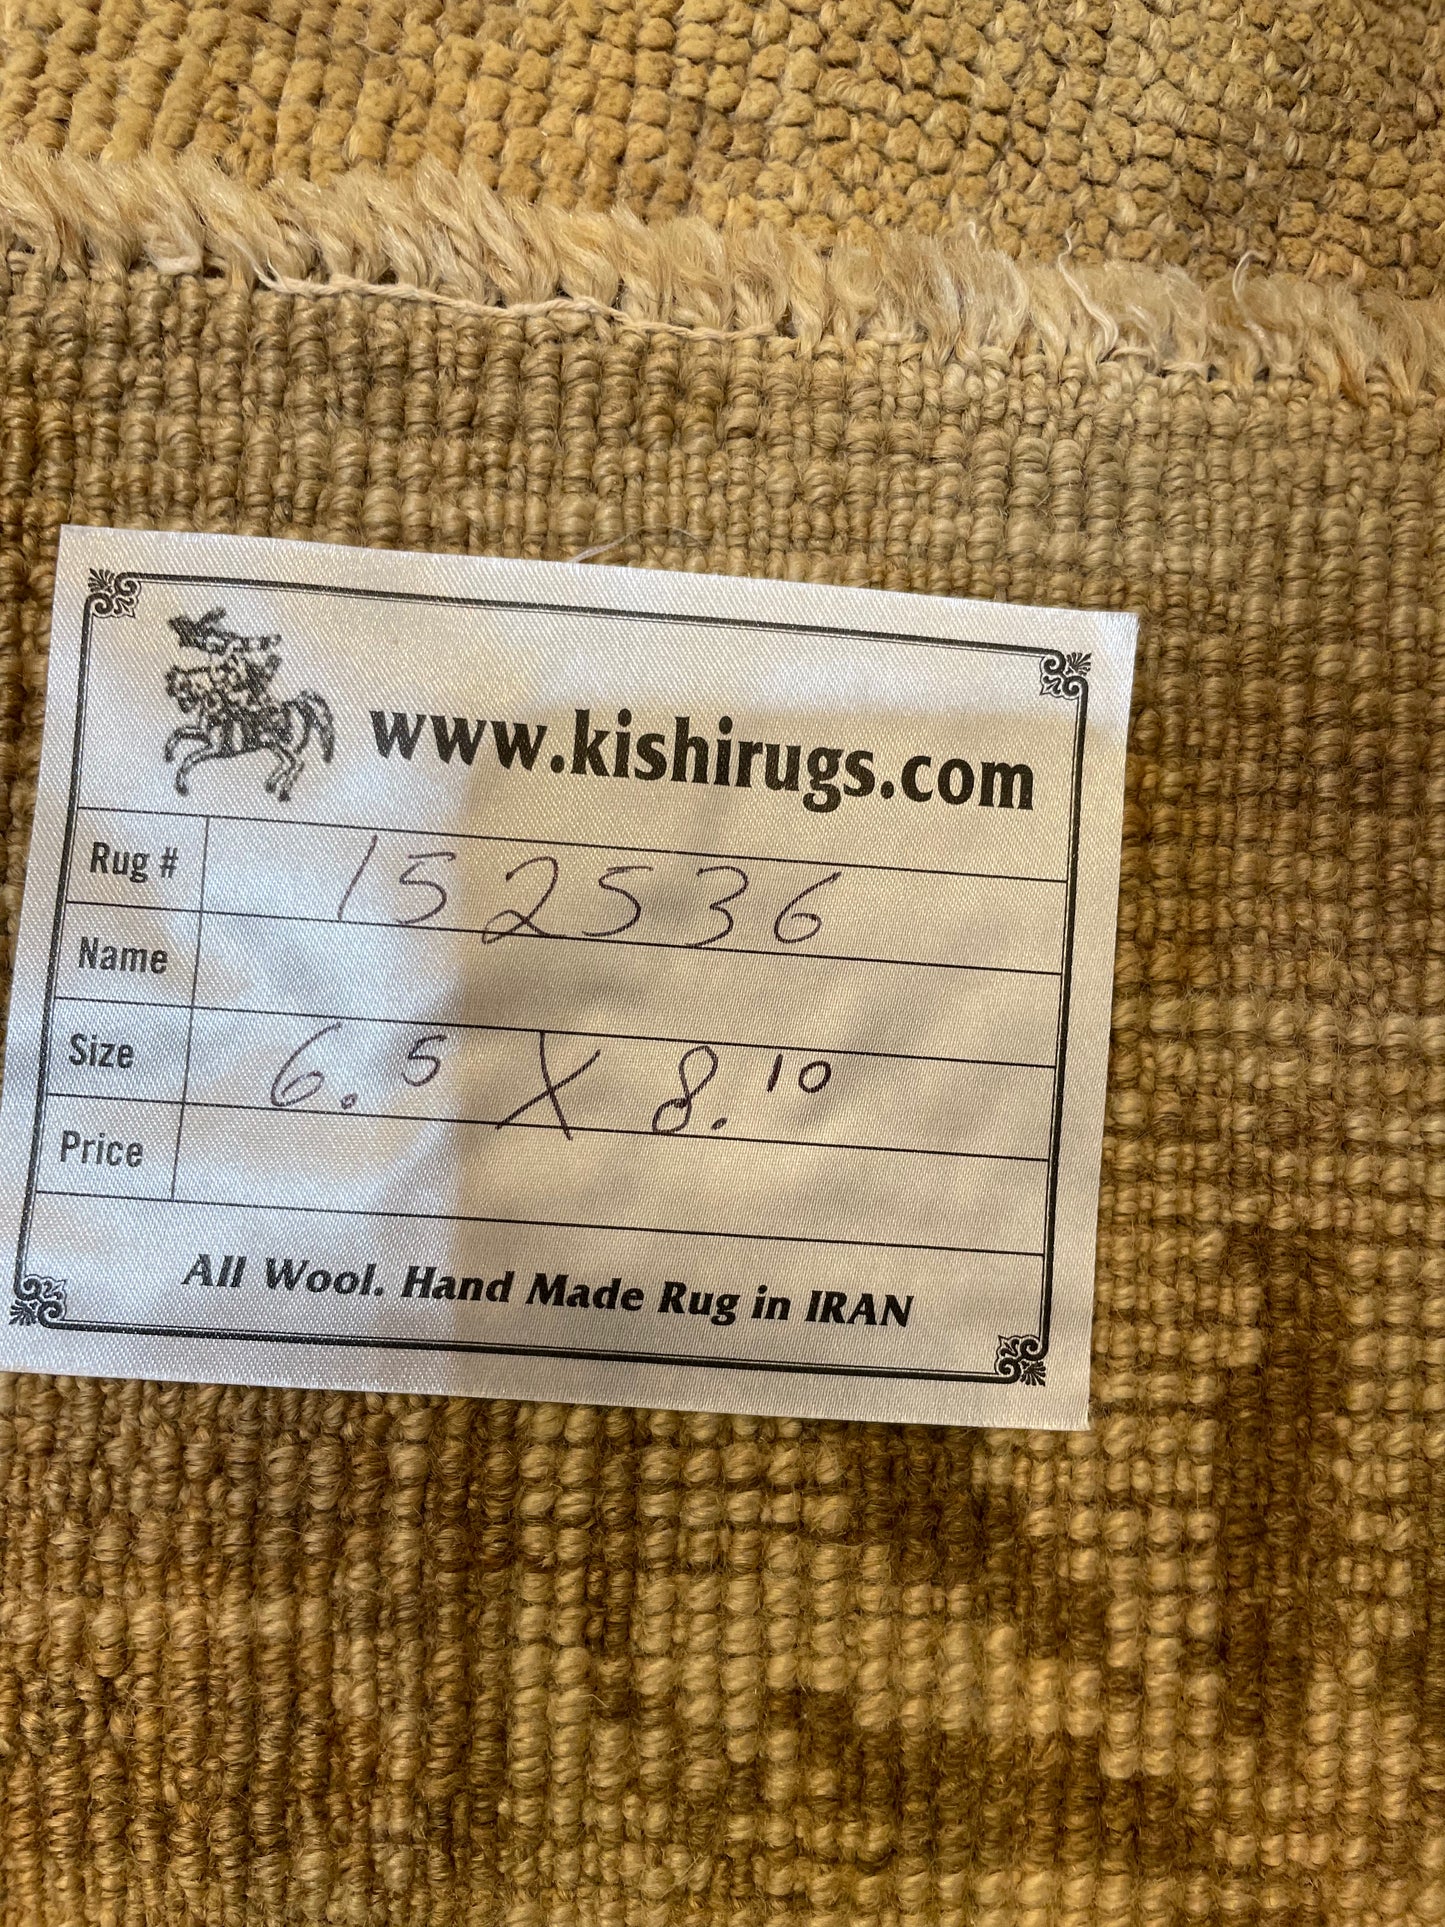 www.kishirugs.com
Rug # 152536
Name
Size 6.5 X 8.10
Price
All Wool. Hand Made Rug in IRAN